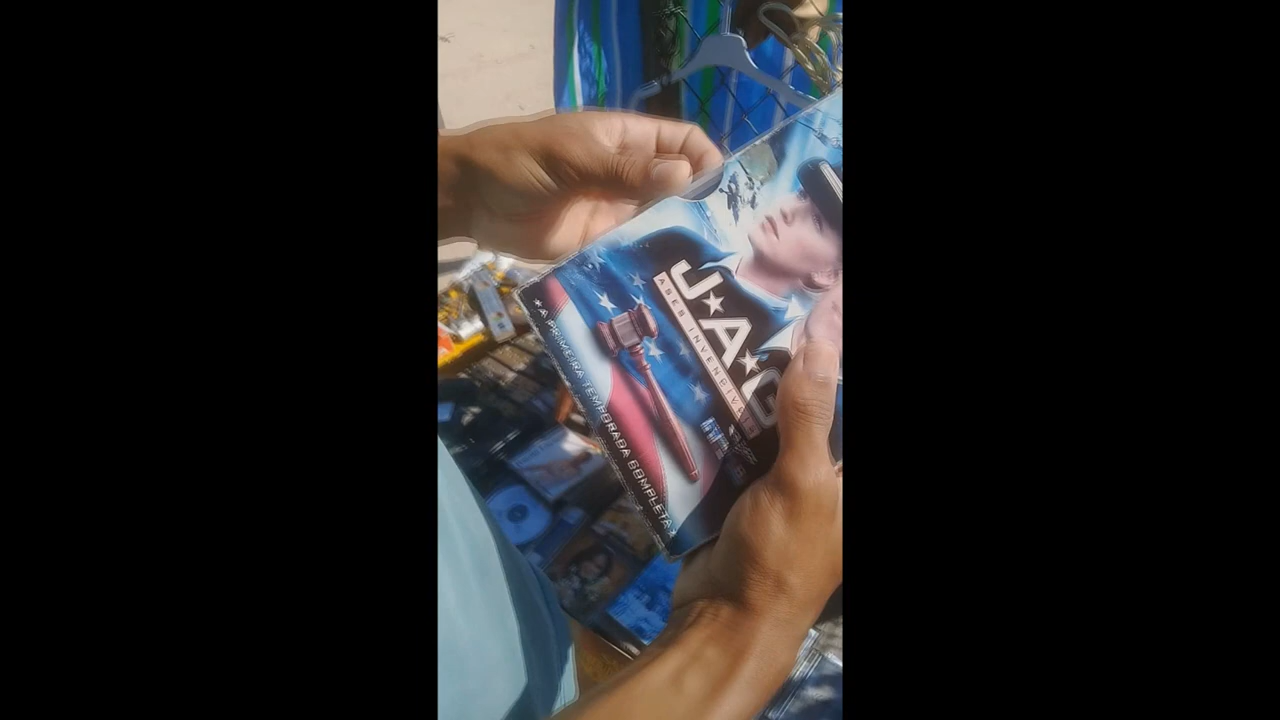 J★A★G
ASES INVENCÍVEIS
★A PRIMEIRA TEMPORADA COMPLETA★